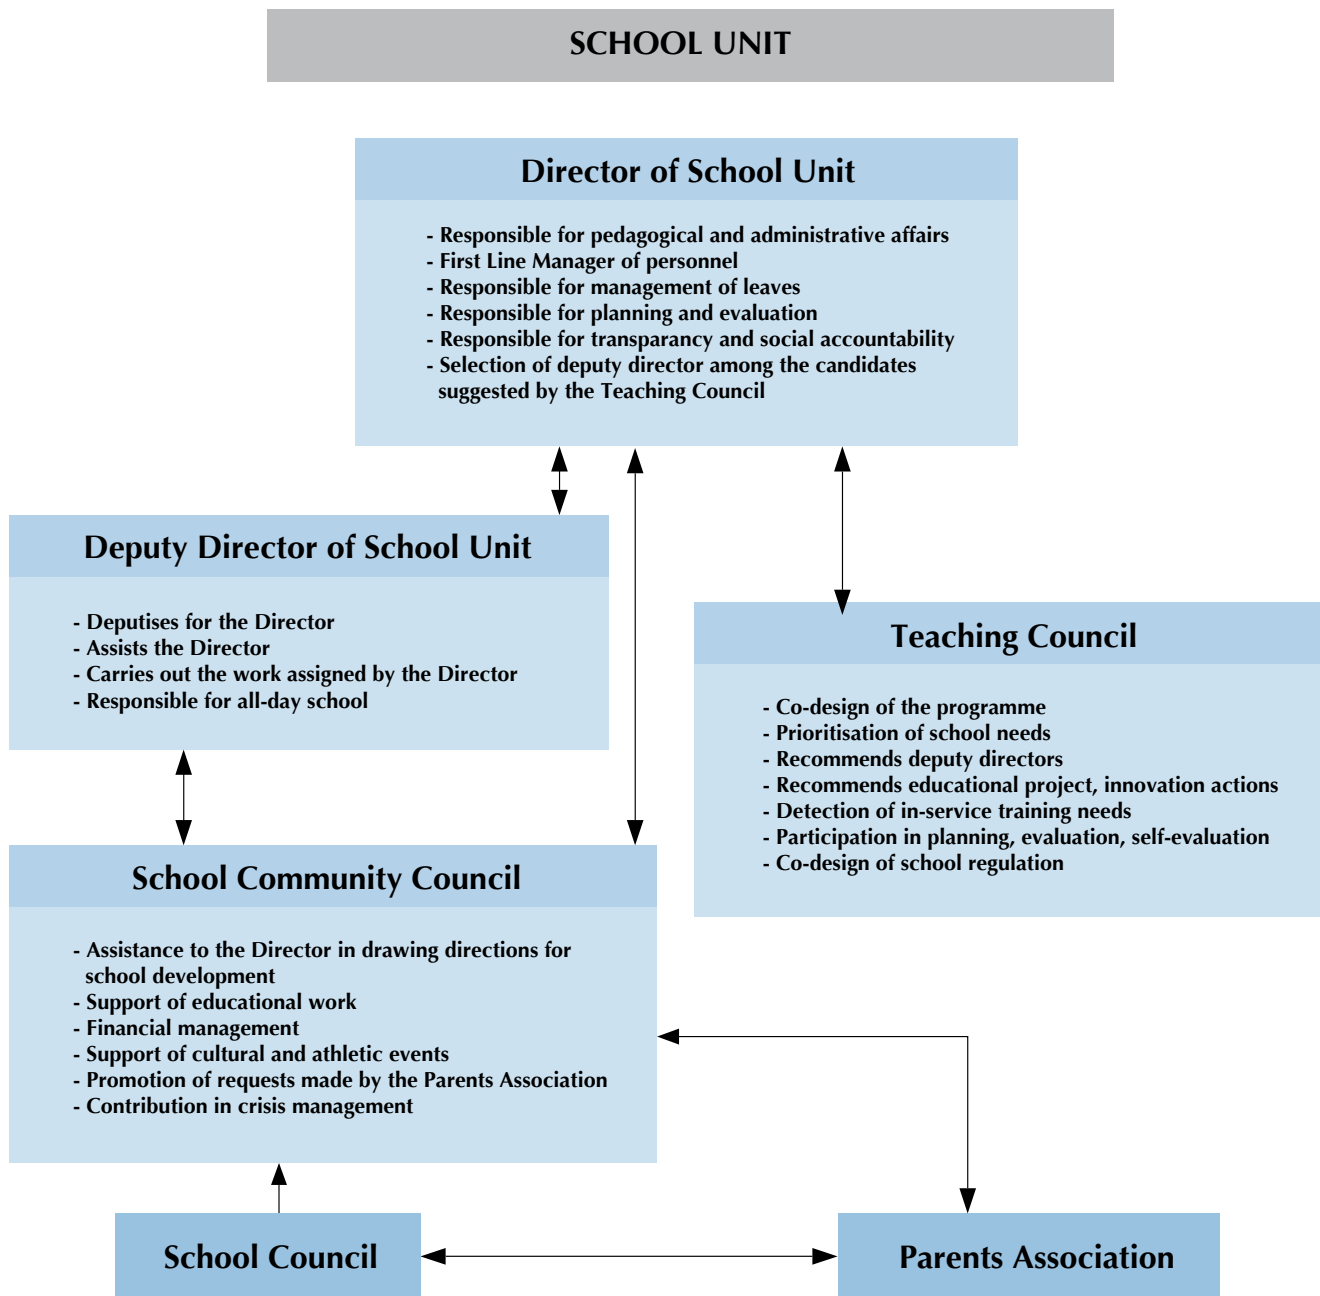 SCHOOL UNIT
Director of School Unit
- Responsible for pedagogical and administrative affairs
- First Line Manager of personnel
- Responsible for management of leaves
- Responsible for planning and evaluation
- Responsible for transparancy and social accountability
- Selection of deputy director among the candidates
suggested by the Teaching Council
Deputy Director of School Unit
- Deputises for the Director
- Assists the Director
- Carries out the work assigned by the Director
- Responsible for all-day school
Teaching Council
- Co-design of the programme
- Prioritisation of school needs
- Recommends deputy directors
- Recommends educational project, innovation actions
- Detection of in-service training needs
- Participation in planning, evaluation, self-evaluation
- Co-design of school regulation
School Community Council
- Assistance to the Director in drawing directions for
school development
- Support of educational work
- Financial management
- Support of cultural and athletic events
- Promotion of requests made by the Parents Association
- Contribution in crisis management
School Council
Parents Association